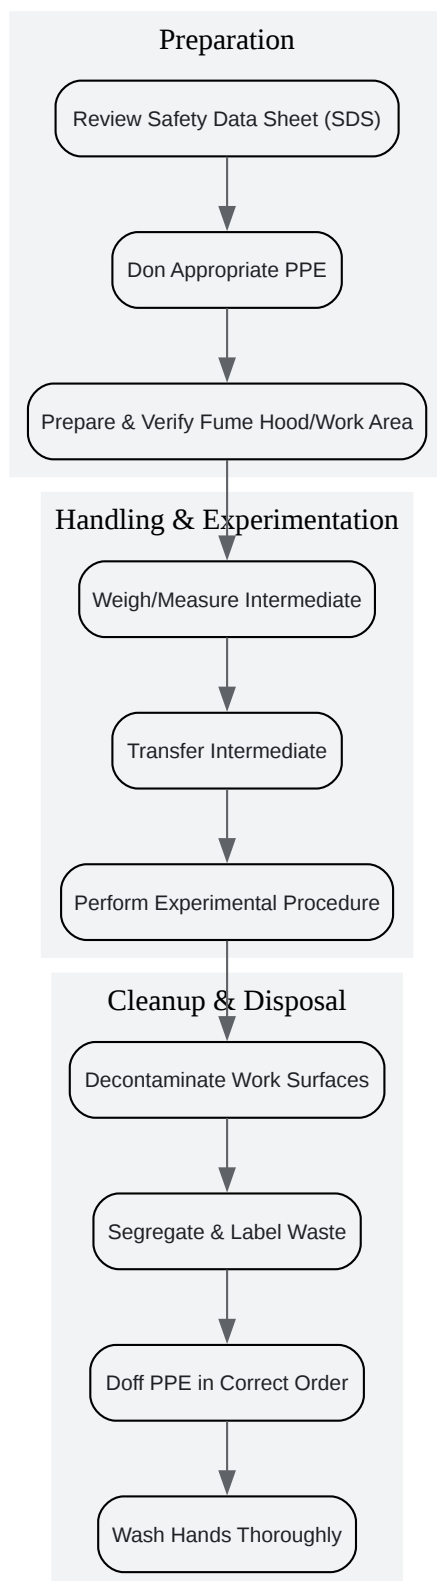 Preparation
Review Safety Data Sheet (SDS)
Don Appropriate PPE
Prepare & Verify Fume Hood/Work Area
Handling & Experimentation
Weigh/Measure Intermediate
Transfer Intermediate
Perform Experimental Procedure
Cleanup & Disposal
Decontaminate Work Surfaces
Segregate & Label Waste
Doff PPE in Correct Order
Wash Hands Thoroughly